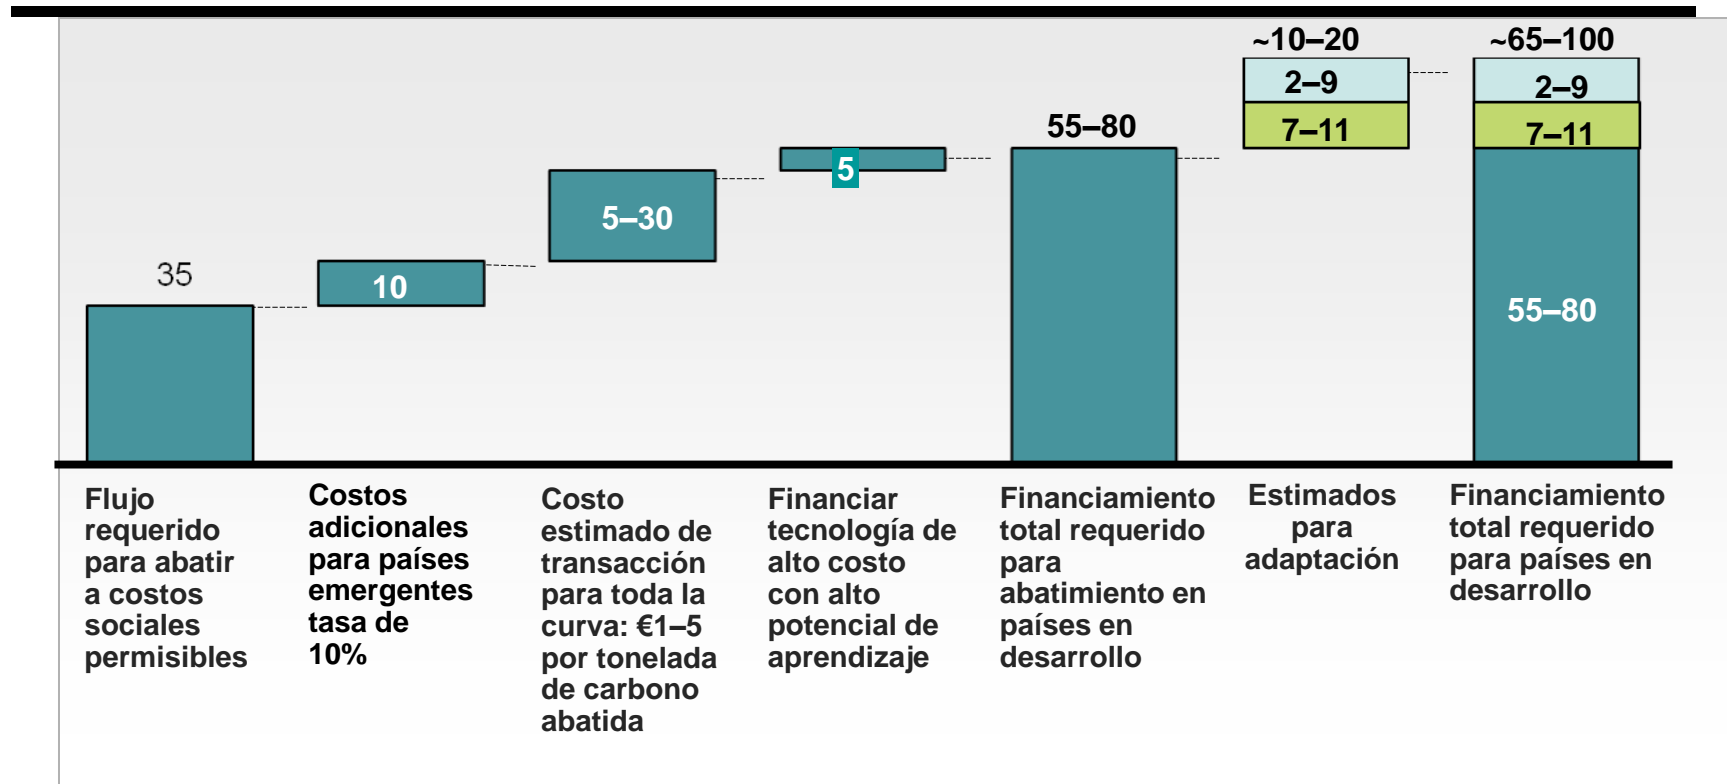 ~10–20
~65–100
2–9
2–9
55–80
7–11
7–11
5
5–30
35
10
55–80
Flujo
requerido
para abatir
a costos
sociales
permisibles
Costos
adicionales
para países
emergentes
tasa de
10%
Costo
estimado de
transacción
para toda la
curva: €1–5
por tonelada
de carbono
abatida
Financiar
tecnología de
alto costo
con alto
potencial de
aprendizaje
Financiamiento
total requerido
para
abatimiento en
países en
desarrollo
Estimados
para
adaptación
Financiamiento
total requerido
para países en
desarrollo